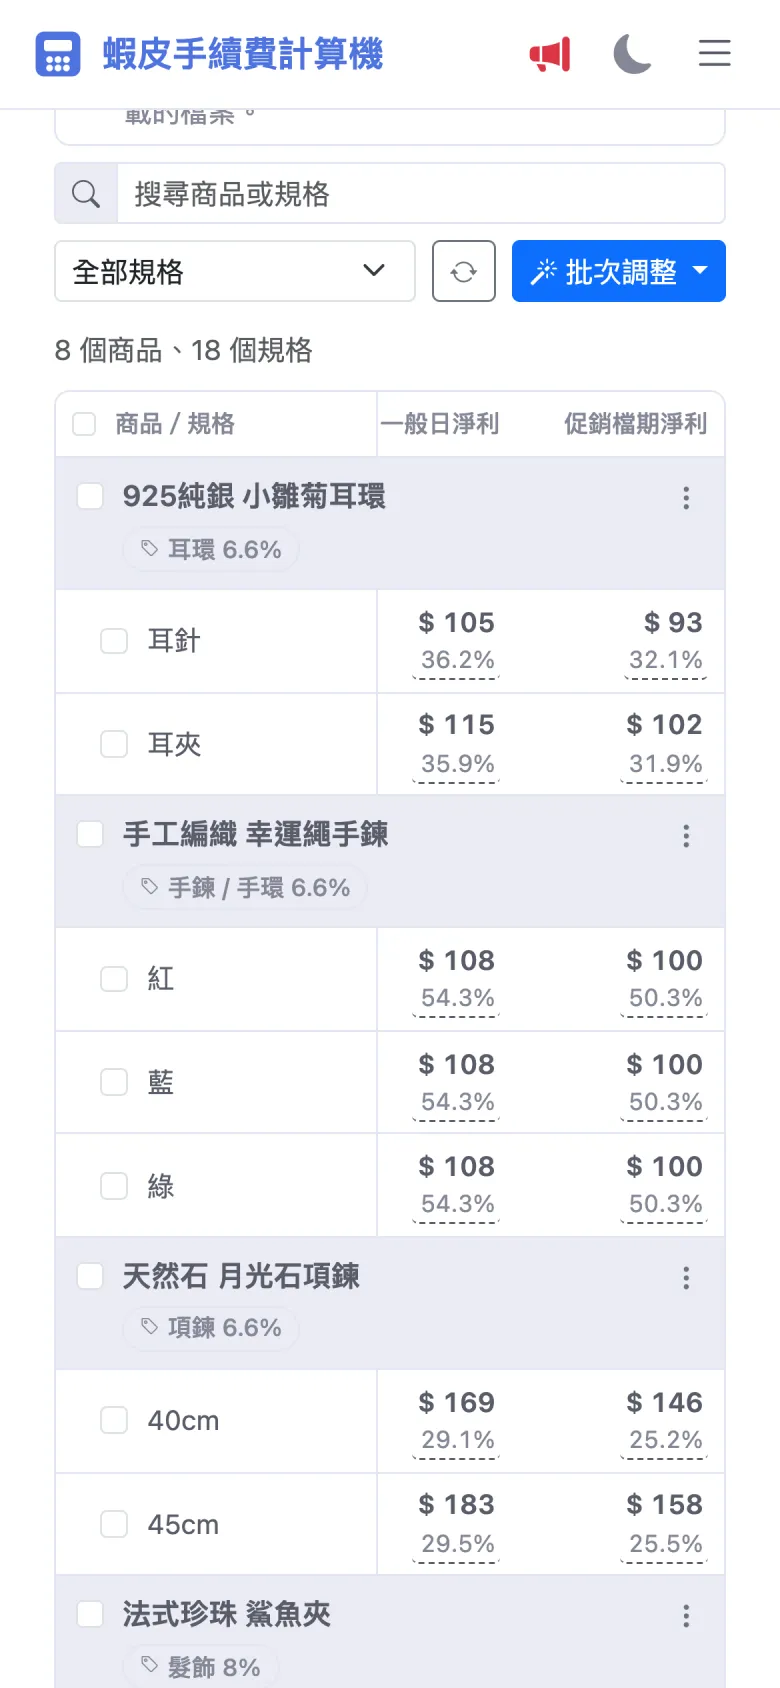 蝦皮手續費計算機
載的檔案。
搜尋商品或規格
全部規格
批次調整
8 個商品、18 個規格
商品 / 規格 一般日淨利 促銷檔期淨利
925純銀 小雛菊耳環
耳環 6.6%
耳針 $ 105 $ 93
36.2% 32.1%
耳夾 $ 115 $ 102
35.9% 31.9%
手工編織 幸運繩手鍊
手鍊 / 手環 6.6%
紅 $ 108 $ 100
54.3% 50.3%
藍 $ 108 $ 100
54.3% 50.3%
綠 $ 108 $ 100
54.3% 50.3%
天然石 月光石項鍊
項鍊 6.6%
40cm $ 169 $ 146
29.1% 25.2%
45cm $ 183 $ 158
29.5% 25.5%
法式珍珠 鯊魚夾
髮飾 8%